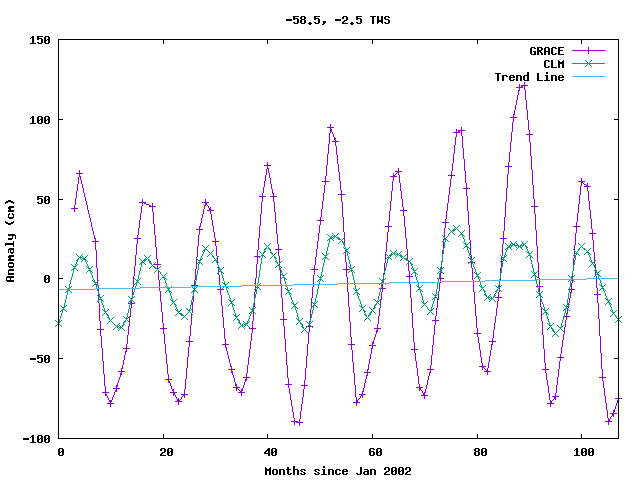 -58.5, -2.5 TWS
GRACE
CLM
Trend Line
150
100
50
0
-50
-100
Anomaly (cm)
0 20 40 60 80 100
Months since Jan 2002